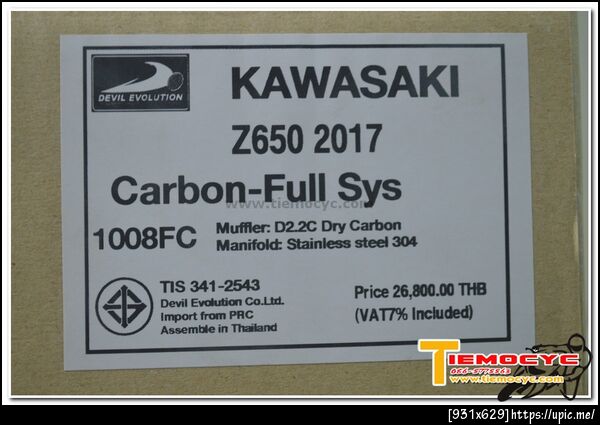 DEVIL EVOLUTION
KAWASAKI
Z650 2017
Carbon-Full Sys
www.tiemocyc.com
1008FC
Muffler: D2.2C Dry Carbon
Manifold: Stainless steel 304
TIS 341-2543
Devil Evolution Co.Ltd.
Import from PRC
Assemble in Thailand
Price 26,800.00 THB
(VAT7% Included)
TIEMOCYC
www.tiemocyc.com
[931x629]https://upic.me/